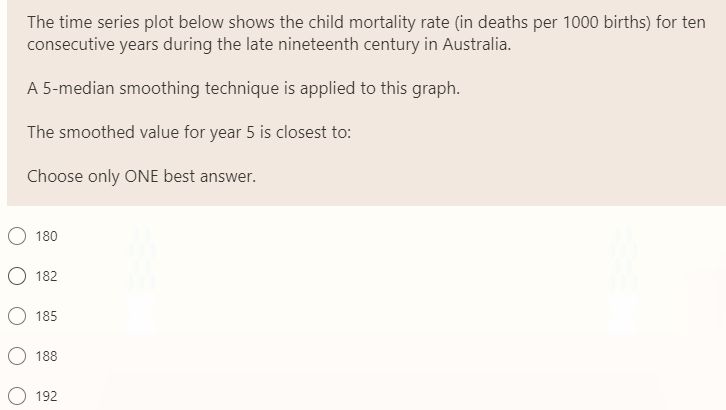 The time series plot below shows the child mortality rate (in deaths per 1000 births) for ten
consecutive years during the late nineteenth century in Australia.
A 5-median smoothing technique is applied to this graph.
The smoothed value for year 5 is closest to:
Choose only ONE best answer.
180
182
185
188
192